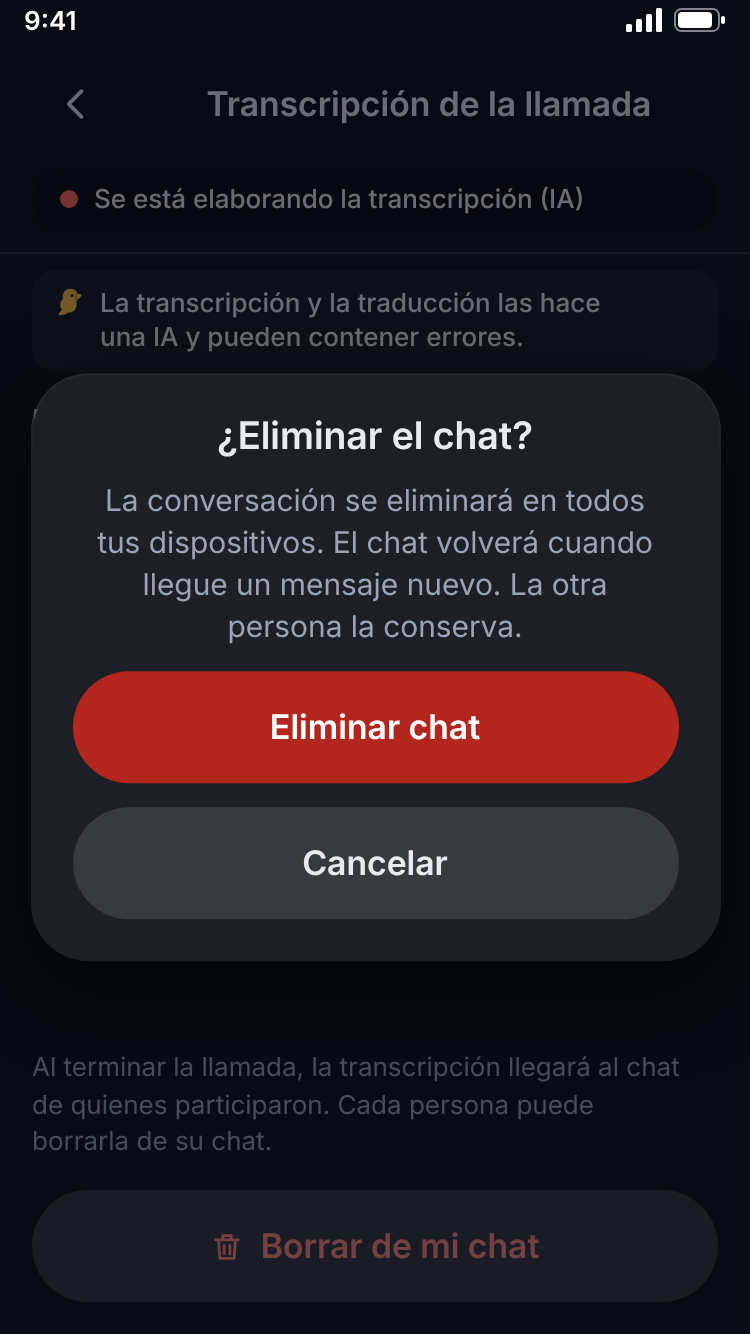 9:41
Transcripción de la llamada
Se está elaborando la transcripción (IA)
La transcripción y la traducción las hace
una IA y pueden contener errores.
¿Eliminar el chat?
La conversación se eliminará en todos
tus dispositivos. El chat volverá cuando
llegue un mensaje nuevo. La otra
persona la conserva.
Eliminar chat
Cancelar
Al terminar la llamada, la transcripción llegará al chat
de quienes participaron. Cada persona puede
borrarla de su chat.
Borrar de mi chat